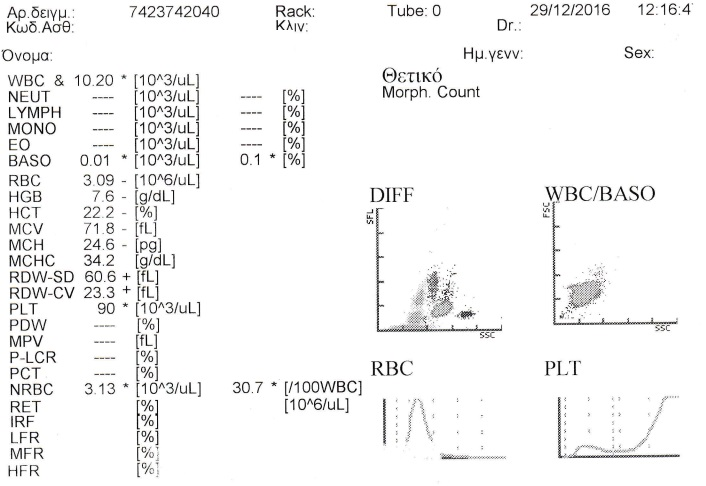 Αρ.δειγμ.: 7423742040 Rack: Tube: 0 29/12/2016 12:16:4
Κωδ.Ασθ: Κλιν: Dr.:
Όνομα: Ημ.γενν: Sex:
WBC & 10.20 * [10^3/uL]
NEUT ---- [10^3/uL] ---- [%]
LYMPH ---- [10^3/uL] ---- [%]
MONO ---- [10^3/uL] ---- [%]
EO ---- [10^3/uL] ---- [%]
BASO 0.01 * [10^3/uL] 0.1 * [%]
RBC 3.09 - [10^6/uL]
HGB 7.6 - [g/dL]
HCT 22.2 - [%]
MCV 71.8 - [fL]
MCH 24.6 - [pg]
MCHC 34.2 [g/dL]
RDW-SD 60.6 + [fL]
RDW-CV 23.3 + [fL]
PLT 90 * [10^3/uL]
PDW ---- [%]
MPV ---- [fL]
P-LCR ---- [%]
PCT ---- [%]
NRBC 3.13 * [10^3/uL] 30.7 * [/100WBC]
RET [%] [10^6/uL]
IRF [%]
LFR [%]
MFR [%]
HFR [%]
Θετικό
Morph. Count
DIFF
SFL
SSC
WBC/BASO
FSC
SSC
RBC
PLT